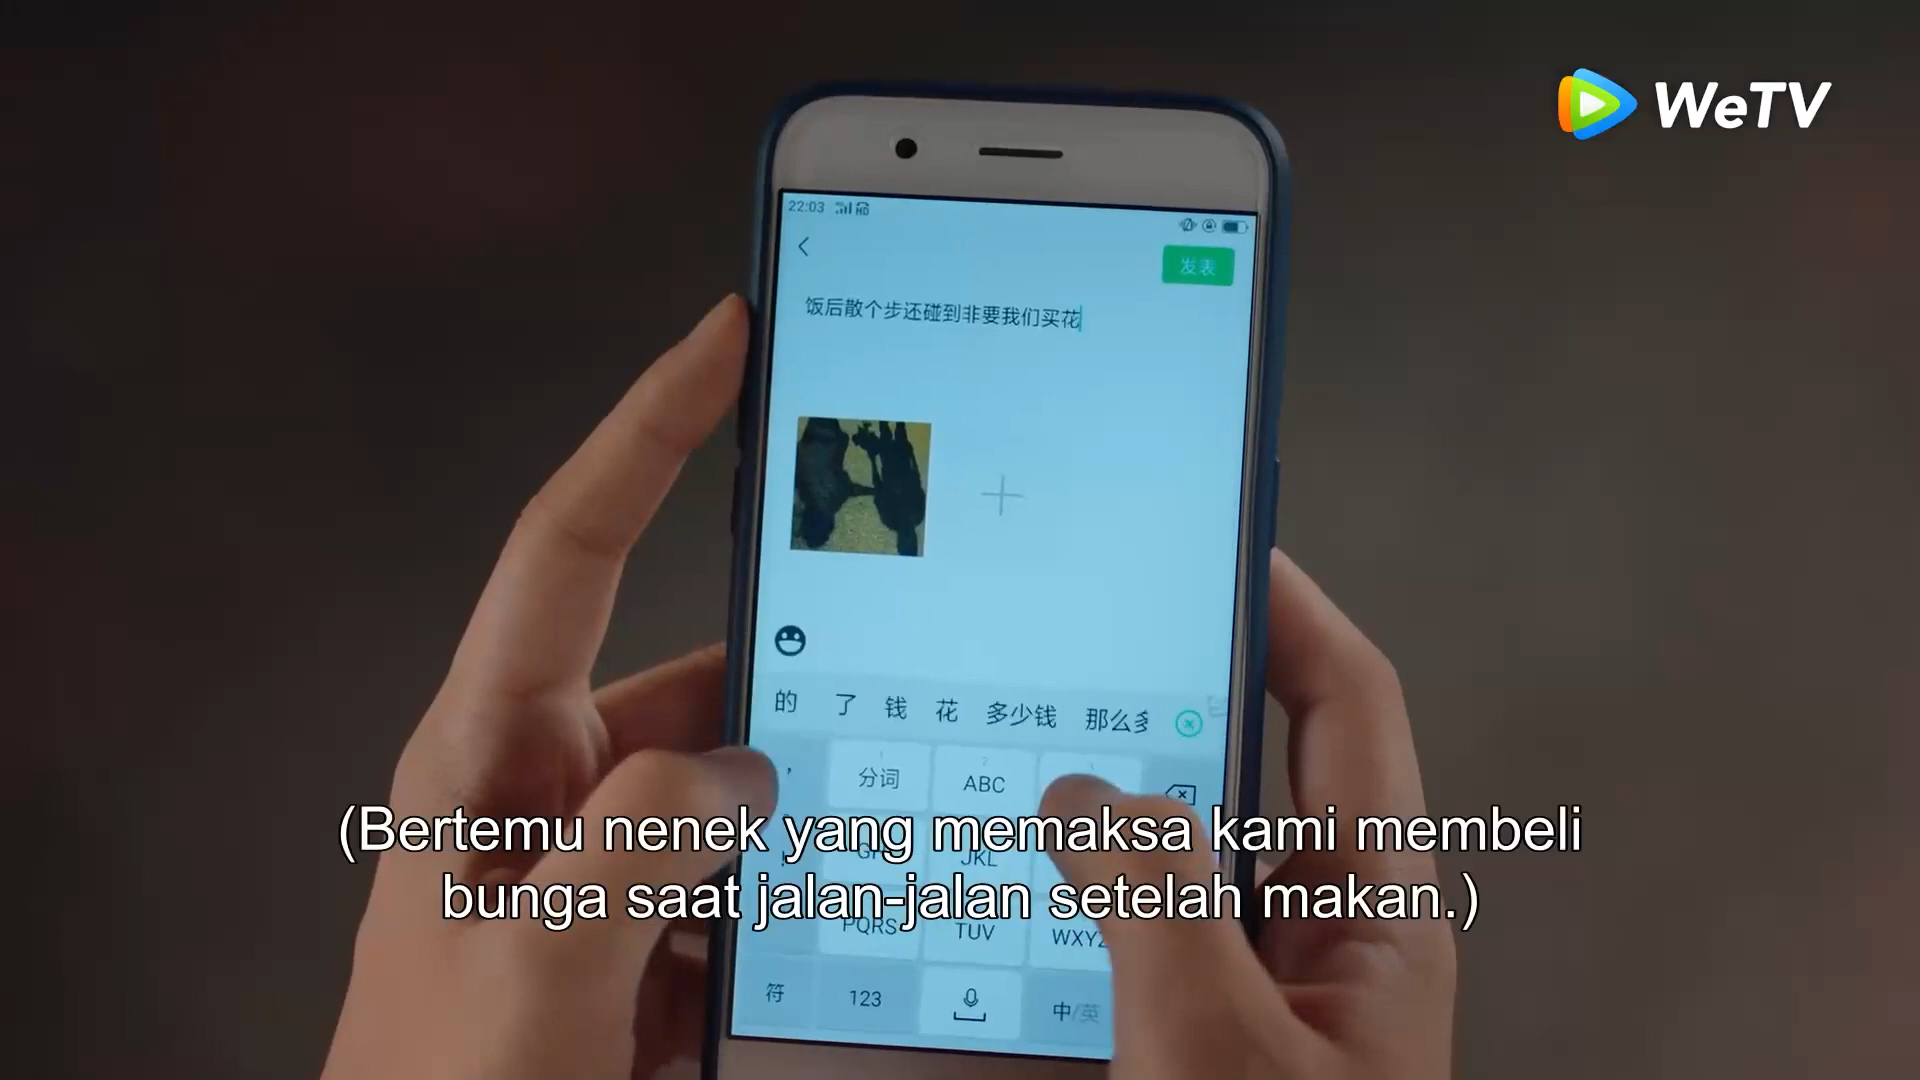 WeTV
22:03
发表
饭后散个步还碰到非要我们买花
的 了 钱 花 多少钱 那么多
分词 ABC
(Bertemu nenek yang memaksa kami membeli
bunga saat jalan-jalan setelah makan.)
JKL
PQRS TUV WXYZ
符 123 中/英